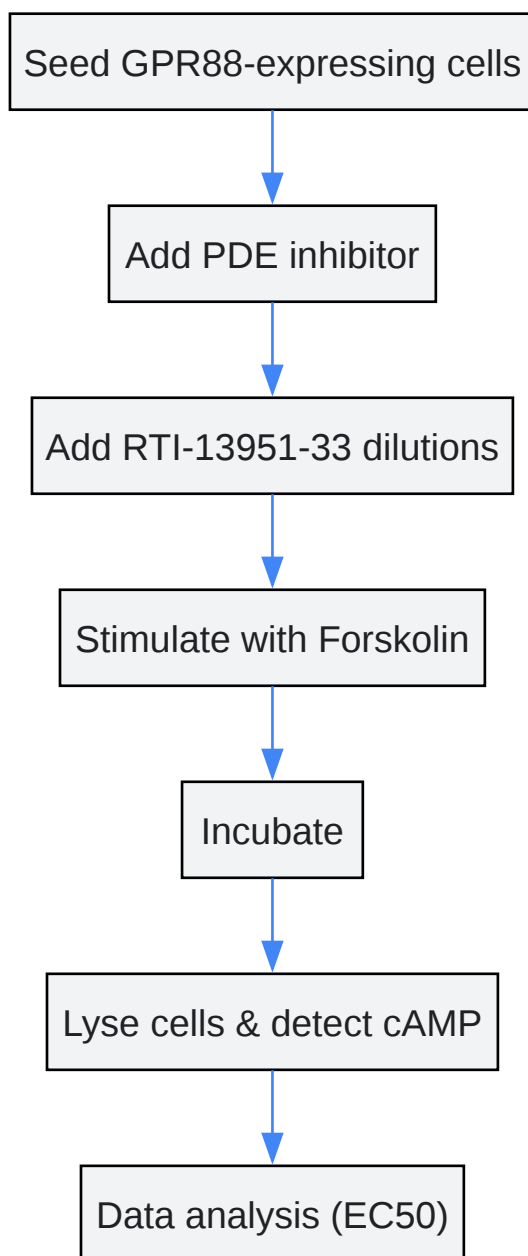 Seed GPR88-expressing cells
Add PDE inhibitor
Add RTI-13951-33 dilutions
Stimulate with Forskolin
Incubate
Lyse cells & detect cAMP
Data analysis (EC50)